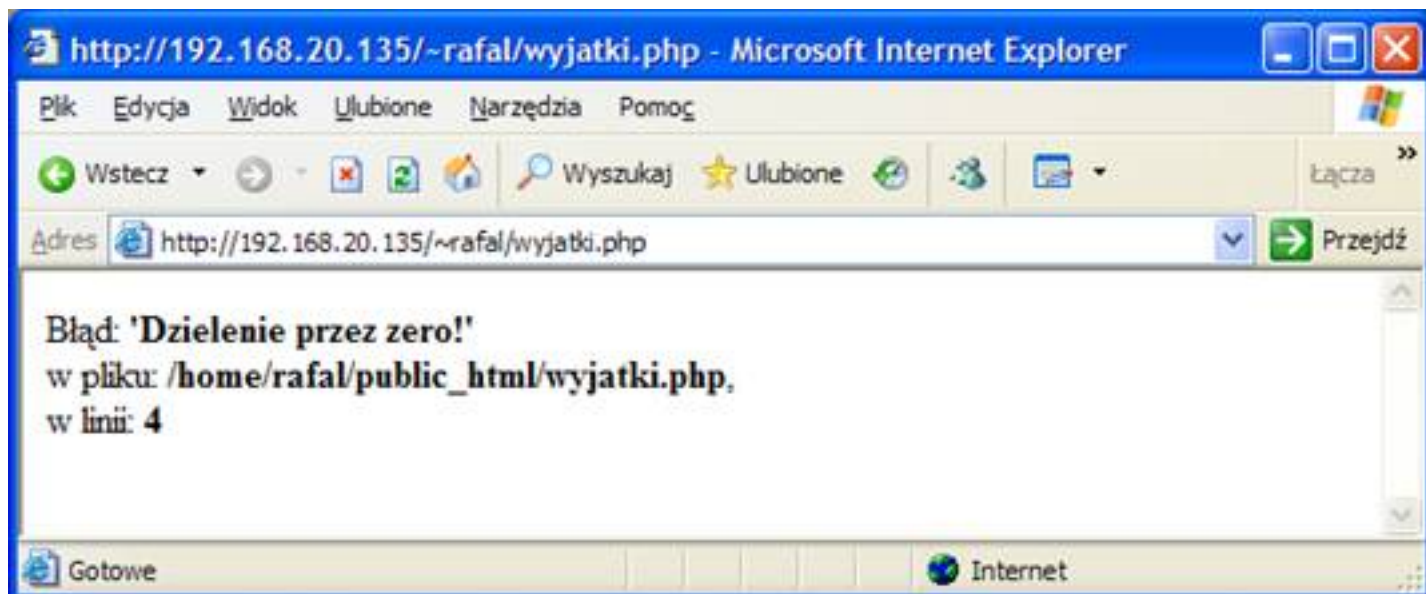 http://192.168.20.135/~rafal/wyjatki.php - Microsoft Internet Explorer
Plik Edycja Widok Ulubione Narzędzia Pomoc
Wstecz Wyszukaj Ulubione Łącza
Adres http://192.168.20.135/~rafal/wyjatki.php Przejdź
Błąd: 'Dzielenie przez zero!'
w pliku: /home/rafal/public_html/wyjatki.php,
w linii: 4
Gotowe Internet